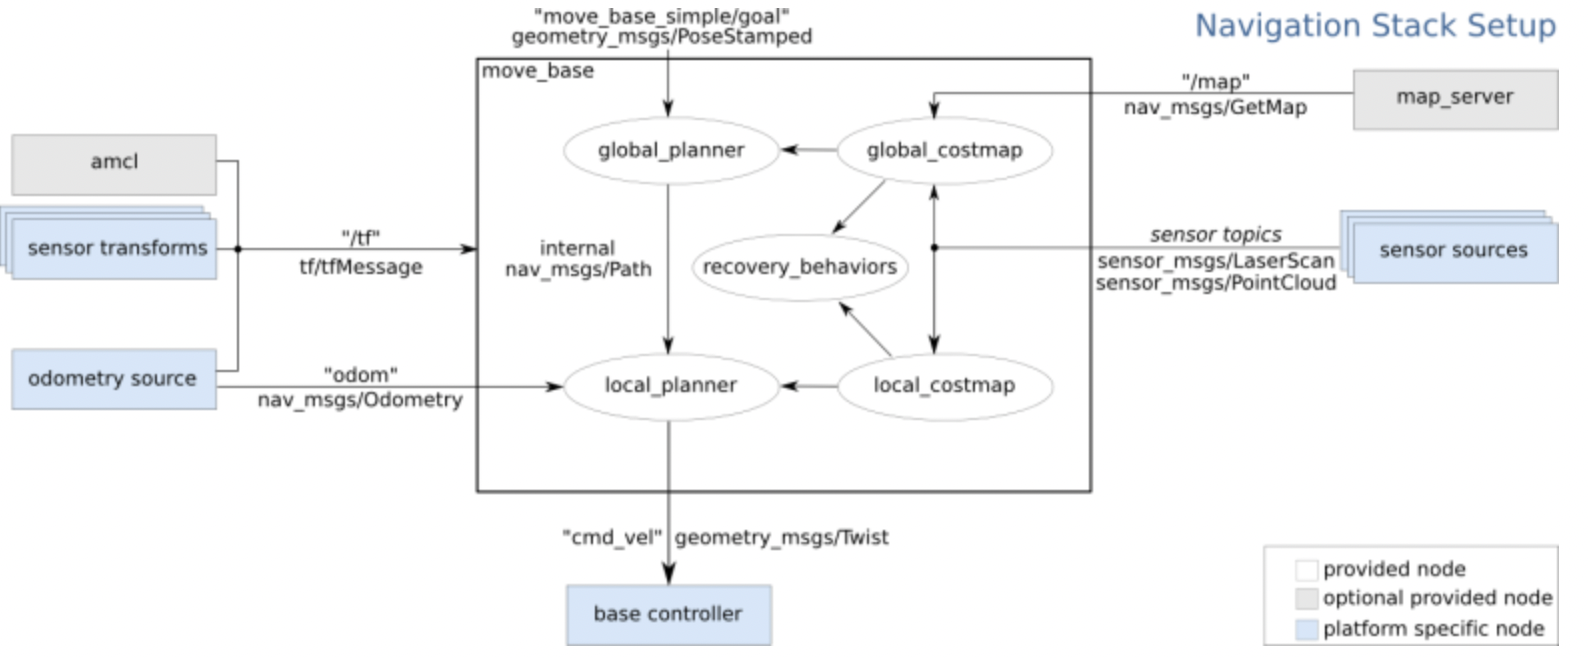 "move_base_simple/goal"
geometry_msgs/PoseStamped
Navigation Stack Setup
move_base
"/map"
nav_msgs/GetMap
map_server
amcl
global_planner
global_costmap
sensor transforms
"/tf"
tf/tfMessage
internal
nav_msgs/Path
recovery_behaviors
sensor topics
sensor_msgs/LaserScan
sensor_msgs/PointCloud
sensor sources
odometry source
"odom"
nav_msgs/Odometry
local_planner
local_costmap
"cmd_vel" geometry_msgs/Twist
base controller
provided node
optional provided node
platform specific node